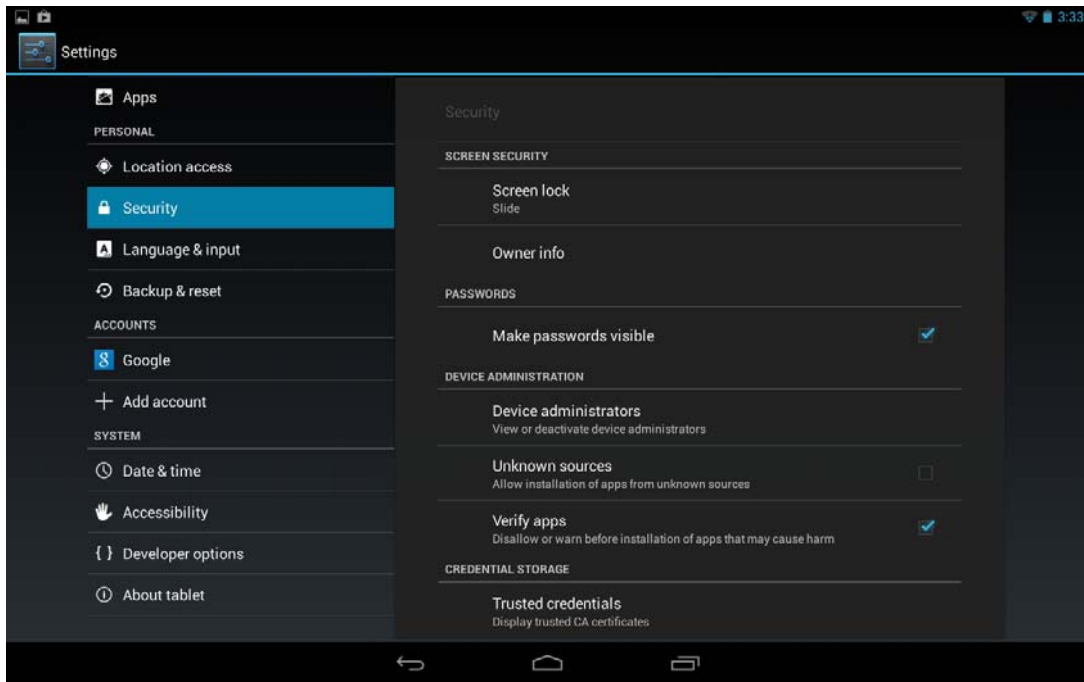 3:33
Settings
Apps
PERSONAL
Location access
Security
Language & input
Backup & reset
ACCOUNTS
Google
Add account
SYSTEM
Date & time
Accessibility
{ } Developer options
About tablet
Security
SCREEN SECURITY
Screen lock
Slide
Owner info
PASSWORDS
Make passwords visible
DEVICE ADMINISTRATION
Device administrators
View or deactivate device administrators
Unknown sources
Allow installation of apps from unknown sources
Verify apps
Disallow or warn before installation of apps that may cause harm
CREDENTIAL STORAGE
Trusted credentials
Display trusted CA certificates